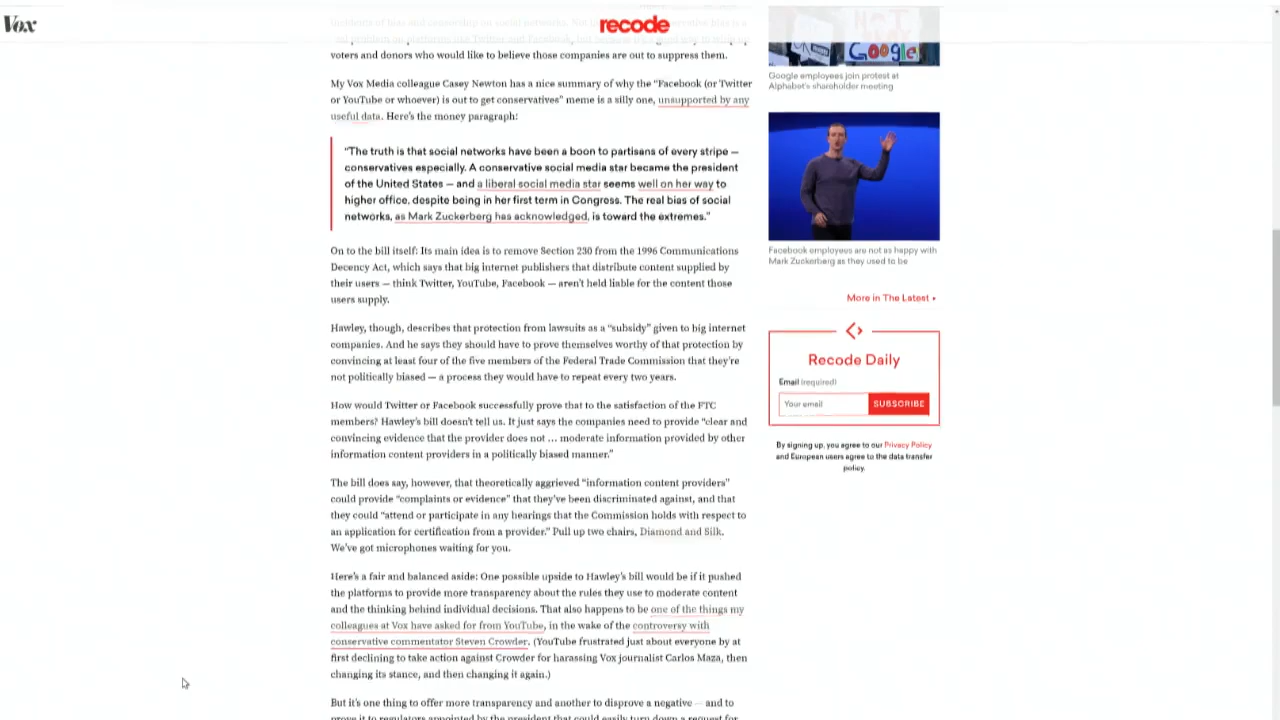 Vox
recode
voters and donors who would like to believe those companies are out to suppress them.
My Vox Media colleague Casey Newton has a nice summary of why the “Facebook (or Twitter
or YouTube or whoever) is out to get conservatives” meme is a silly one, unsupported by any
useful data. Here’s the money paragraph:
“The truth is that social networks have been a boon to partisans of every stripe —
conservatives especially. A conservative social media star became the president
of the United States — and a liberal social media star seems well on her way to
higher office, despite being in her first term in Congress. The real bias of social
networks, as Mark Zuckerberg has acknowledged, is toward the extremes.”
On to the bill itself: Its main idea is to remove Section 230 from the 1996 Communications
Decency Act, which says that big internet publishers that distribute content supplied by
their users — think Twitter, YouTube, Facebook — aren’t held liable for the content those
users supply.
Hawley, though, describes that protection from lawsuits as a “subsidy” given to big internet
companies. And he says they should have to prove themselves worthy of that protection by
convincing at least four of the five members of the Federal Trade Commission that they’re
not politically biased — a process they would have to repeat every two years.
How would Twitter or Facebook successfully prove that to the satisfaction of the FTC
members? Hawley’s bill doesn’t tell us. It just says the companies need to provide “clear and
convincing evidence that the provider does not ... moderate information provided by other
information content providers in a politically biased manner.”
The bill does say, however, that theoretically aggrieved “information content providers”
could provide “complaints or evidence” that they’ve been discriminated against, and that
they could “attend or participate in any hearings that the Commission holds with respect to
an application for certification from a provider.” Pull up two chairs, Diamond and Silk.
We’ve got microphones waiting for you.
Here’s a fair and balanced aside: One possible upside to Hawley’s bill would be if it pushed
the platforms to provide more transparency about the rules they use to moderate content
and the thinking behind individual decisions. That also happens to be one of the things my
colleagues at Vox have asked for from YouTube, in the wake of the controversy with
conservative commentator Steven Crowder. (YouTube frustrated just about everyone by at
first declining to take action against Crowder for harassing Vox journalist Carlos Maza, then
changing its stance, and then changing it again.)
But it’s one thing to offer more transparency and another to disprove a negative — and to
prove it to regulators appointed by the president that could easily turn down a request for
Google
Google employees join protest at
Alphabet’s shareholder meeting
Facebook employees are not as happy with
Mark Zuckerberg as they used to be
More in The Latest
Recode Daily
Email (required)
Your email
SUBSCRIBE
By signing up, you agree to our Privacy Policy
and European users agree to the data transfer
policy.